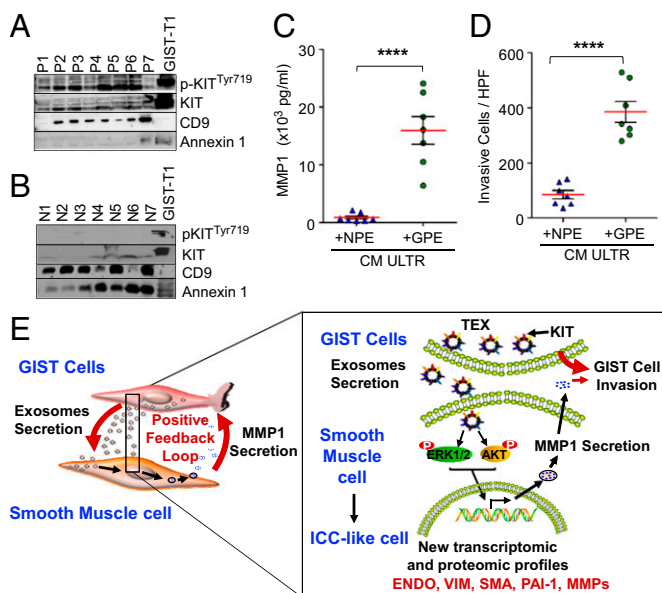 A
P1 P2 P3 P4 P5 P6 P7 GIST-T1
p-KIT^Tyr719
KIT
CD9
Annexin 1
B
N1 N2 N3 N4 N5 N6 N7 GIST-T1
pKIT^Tyr719
KIT
CD9
Annexin 1
C
MMP1 (x10³ pg/ml)
30
20
10
0
****
+NPE +GPE
CM ULTR
D
Invasive Cells / HPF
600
400
200
0
****
+NPE +GPE
CM ULTR
E
GIST Cells
Exosomes
Secretion
Positive
Feedback
Loop
MMP1
Secretion
Smooth Muscle cell
GIST Cells
TEX
KIT
Exosomes
Secretion
GIST Cell
Invasion
Smooth
Muscle
cell
P
ERK1/2
P
AKT
MMP1 Secretion
ICC-like cell
New transcriptomic
and proteomic profiles
ENDO, VIM, SMA, PAI-1, MMPs